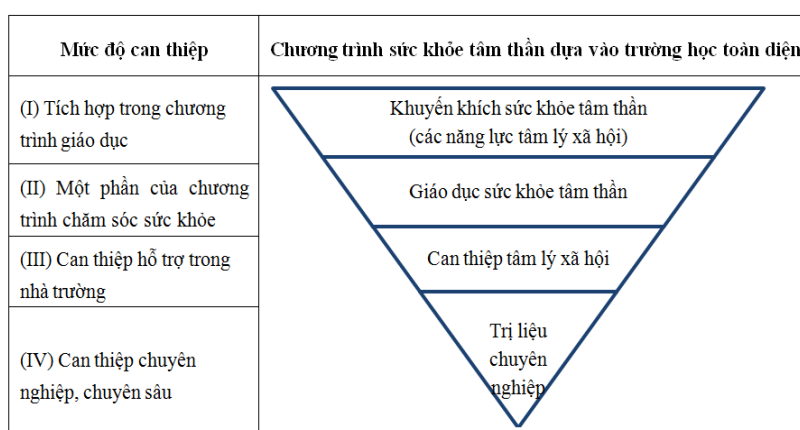 Mức độ can thiệp
Chương trình sức khỏe tâm thần dựa vào trường học toàn diện
(I) Tích hợp trong chương
trình giáo dục
Khuyến khích sức khỏe tâm thần
(các năng lực tâm lý xã hội)
(II) Một phần của chương
trình chăm sóc sức khỏe
Giáo dục sức khỏe tâm thần
(III) Can thiệp hỗ trợ trong
nhà trường
Can thiệp tâm lý xã hội
(IV) Can thiệp chuyên
nghiệp, chuyên sâu
Trị liệu
chuyên
nghiệp